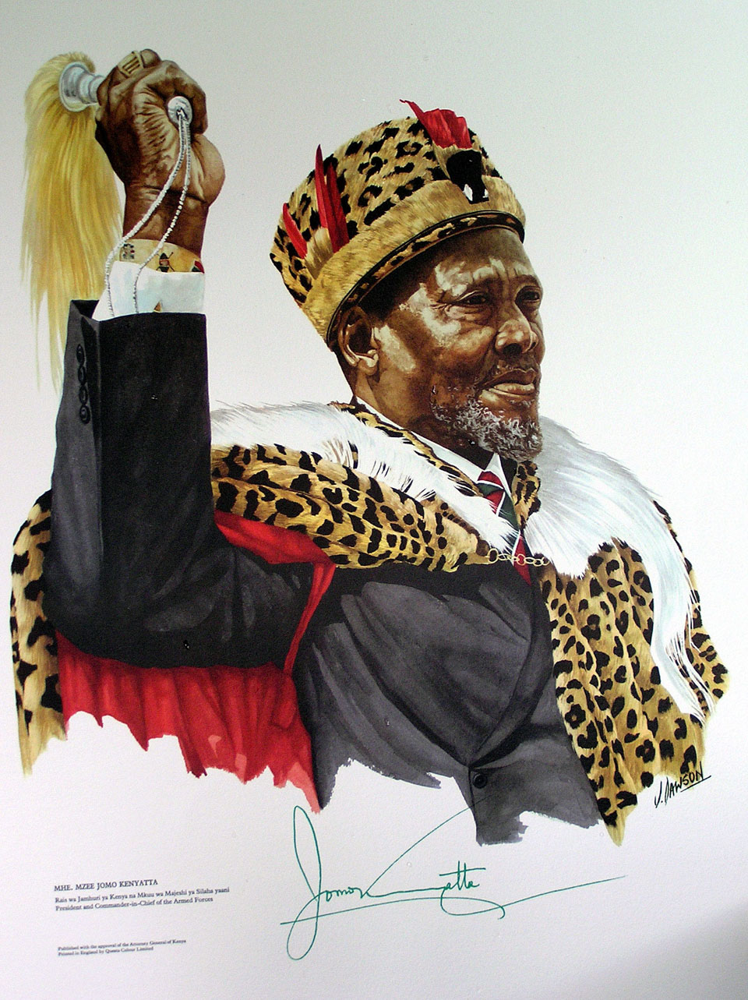 J. DAWSON
Jomo Kenyatta
MHE. MZEE JOMO KENYATTA
Rais wa Jamhuri ya Kenya na Mkuu wa Majeshi ya Silaha yaani
President and Commander-in-Chief of the Armed Forces
Published with the approval of the Attorney General of Kenya
Printed in England by Questa Colour Limited